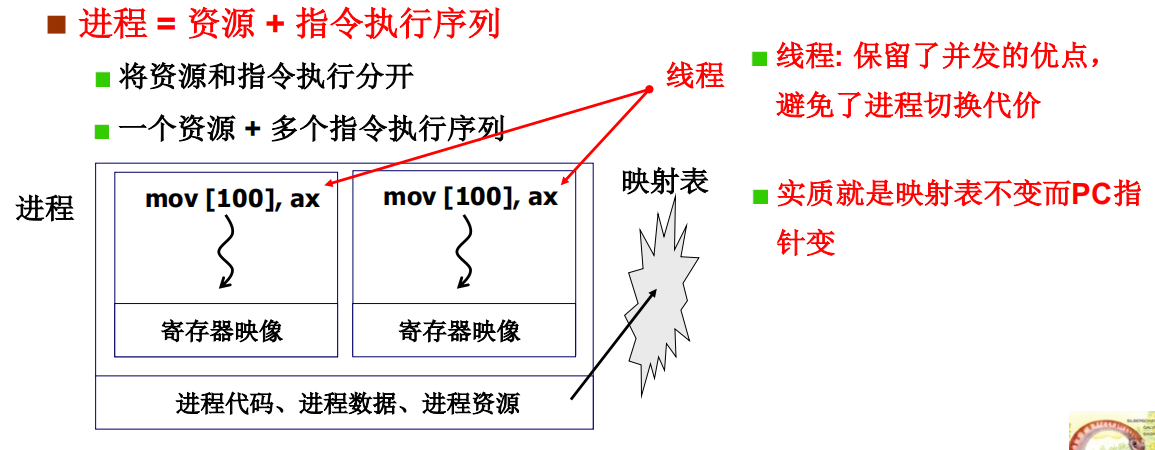 进程 = 资源 + 指令执行序列
将资源和指令执行分开
一个资源 + 多个指令执行序列
线程
线程: 保留了并发的优点，
避免了进程切换代价
实质就是映射表不变而PC指
针变
进程
mov [100], ax
mov [100], ax
映射表
寄存器映像
寄存器映像
进程代码、进程数据、进程资源